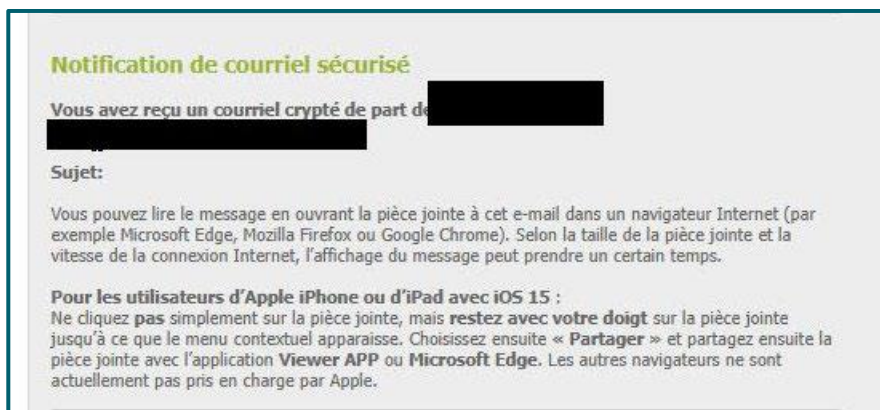 Notification de courriel sécurisé
Vous avez reçu un courriel crypté de part de
Sujet:
Vous pouvez lire le message en ouvrant la pièce jointe à cet e-mail dans un navigateur Internet (par
exemple Microsoft Edge, Mozilla Firefox ou Google Chrome). Selon la taille de la pièce jointe et la
vitesse de la connexion Internet, l'affichage du message peut prendre un certain temps.
Pour les utilisateurs d'Apple iPhone ou d'iPad avec iOS 15 :
Ne cliquez pas simplement sur la pièce jointe, mais restez avec votre doigt sur la pièce jointe
jusqu'à ce que le menu contextuel apparaisse. Choisissez ensuite « Partager » et partagez ensuite la
pièce jointe avec l'application Viewer APP ou Microsoft Edge. Les autres navigateurs ne sont
actuellement pas pris en charge par Apple.